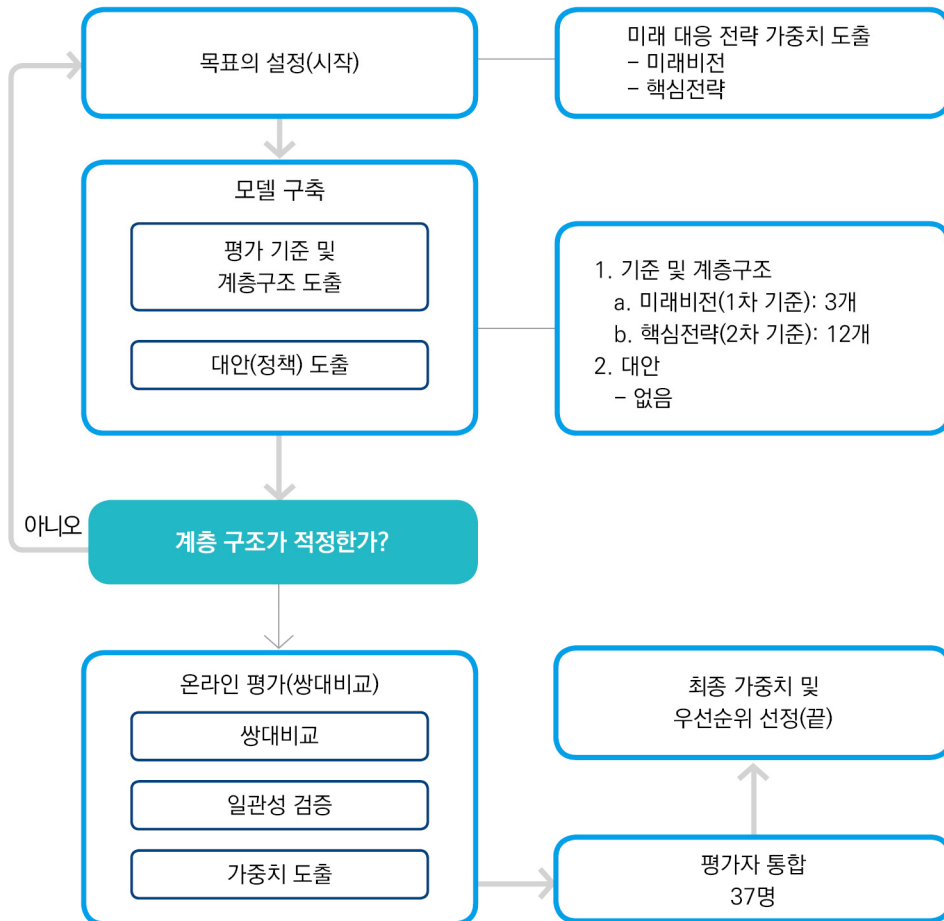 목표의 설정(시작)
미래 대응 전략 가중치 도출
– 미래비전
– 핵심전략
모델 구축
평가 기준 및
계층구조 도출
대안(정책) 도출
1. 기준 및 계층구조
a. 미래비전(1차 기준): 3개
b. 핵심전략(2차 기준): 12개
2. 대안
– 없음
아니오
계층 구조가 적정한가?
온라인 평가(쌍대비교)
쌍대비교
일관성 검증
가중치 도출
최종 가중치 및
우선순위 선정(끝)
평가자 통합
37명